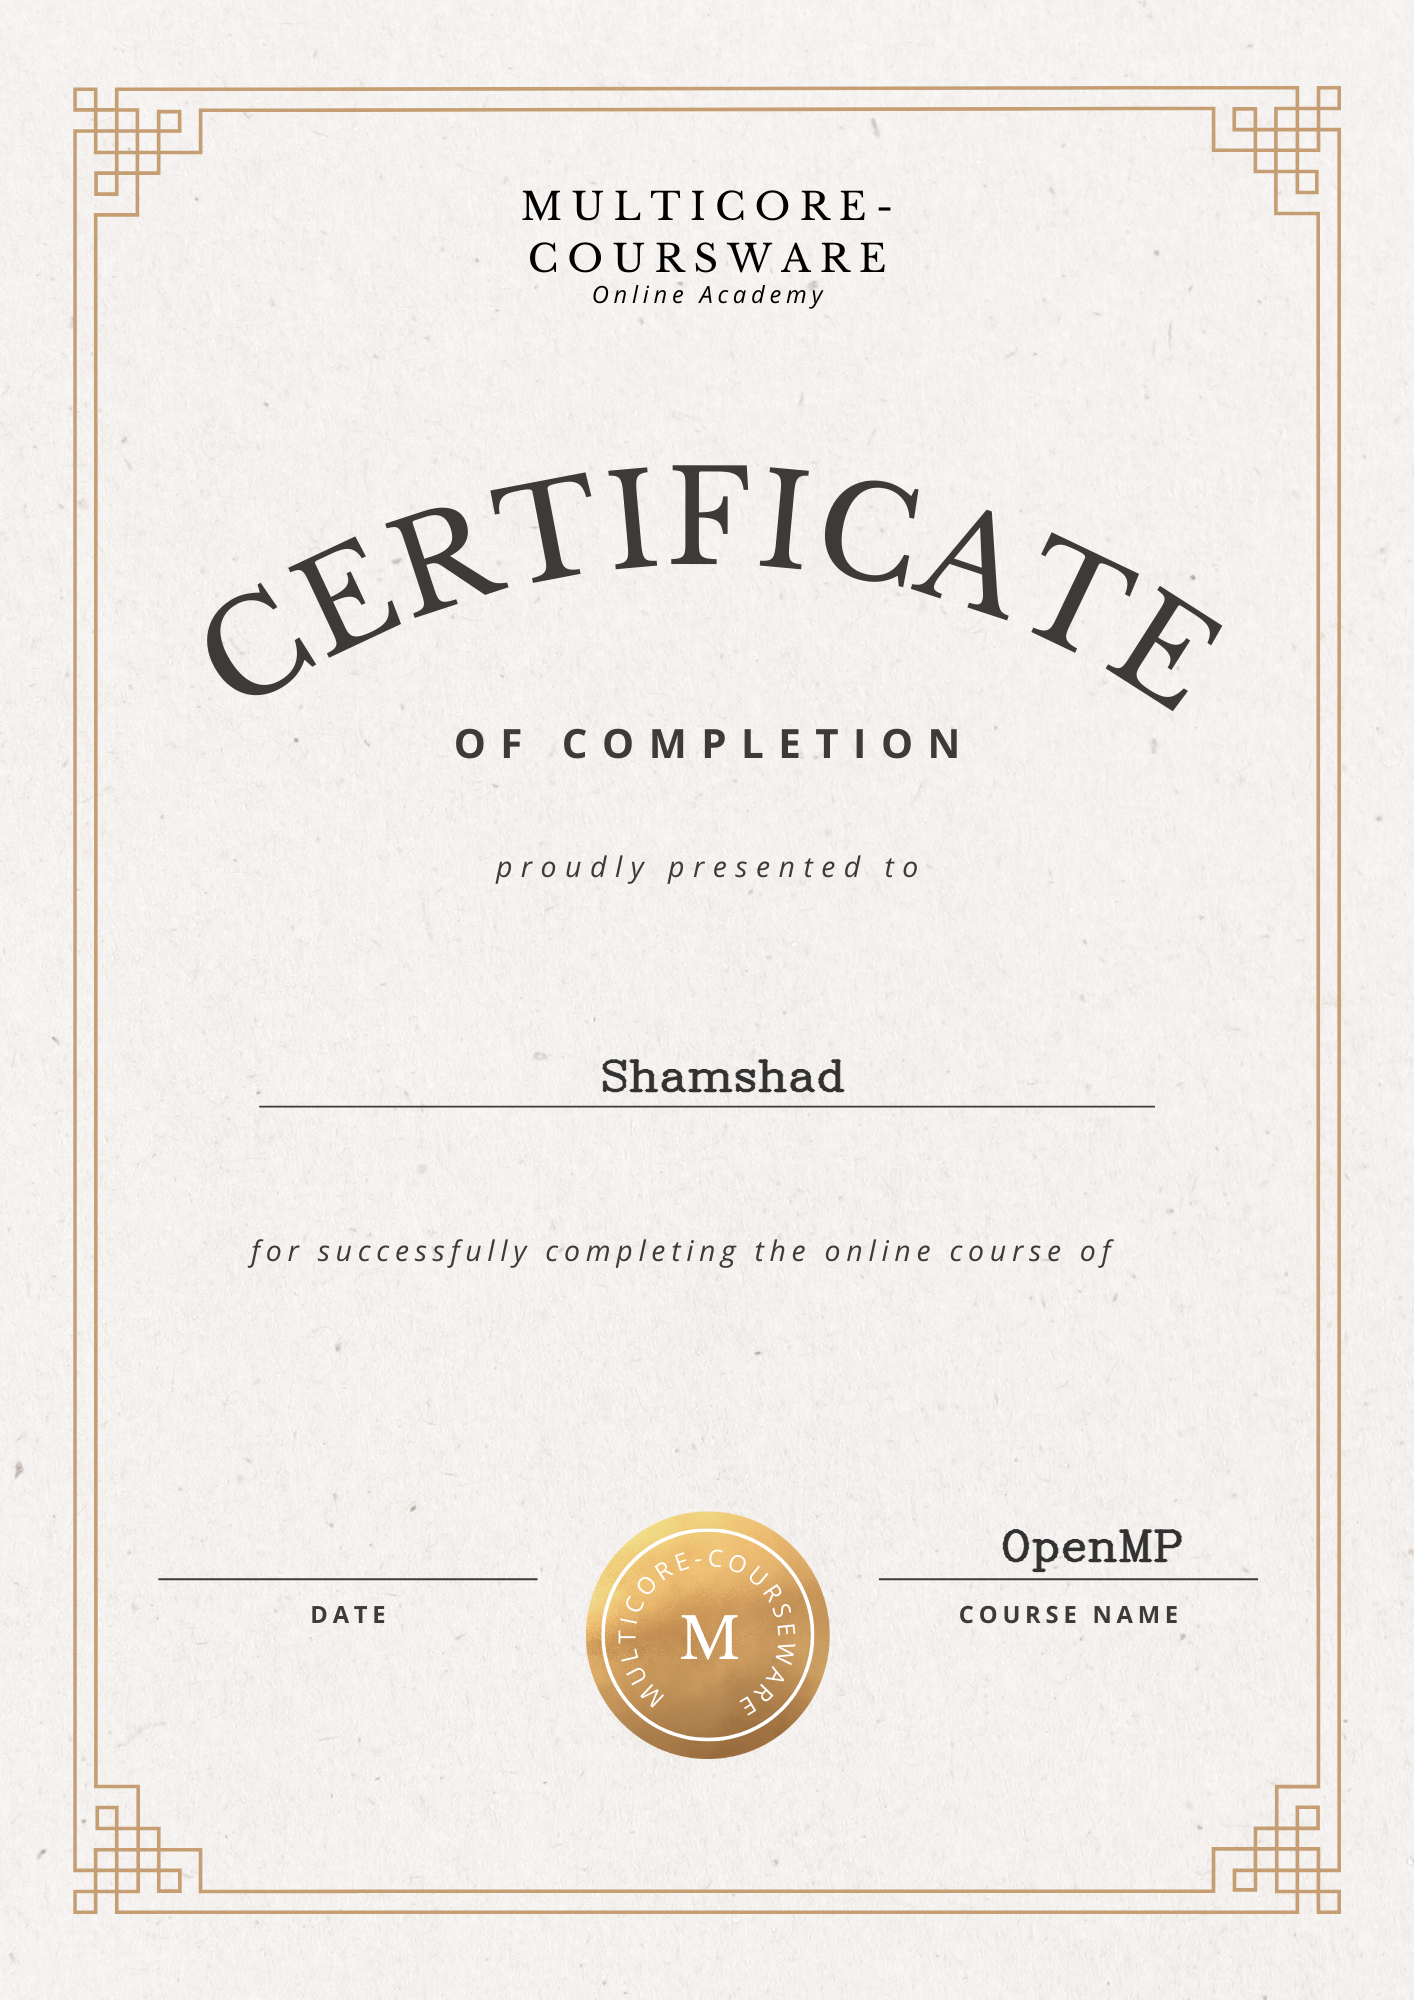 MULTICORE-
COURSWARE
Online Academy
CERTIFICATE
OF COMPLETION
proudly presented to
Shamshad
for successfully completing the online course of
OpenMP
DATE
COURSE NAME
MULTICORE-COURSEWARE
M